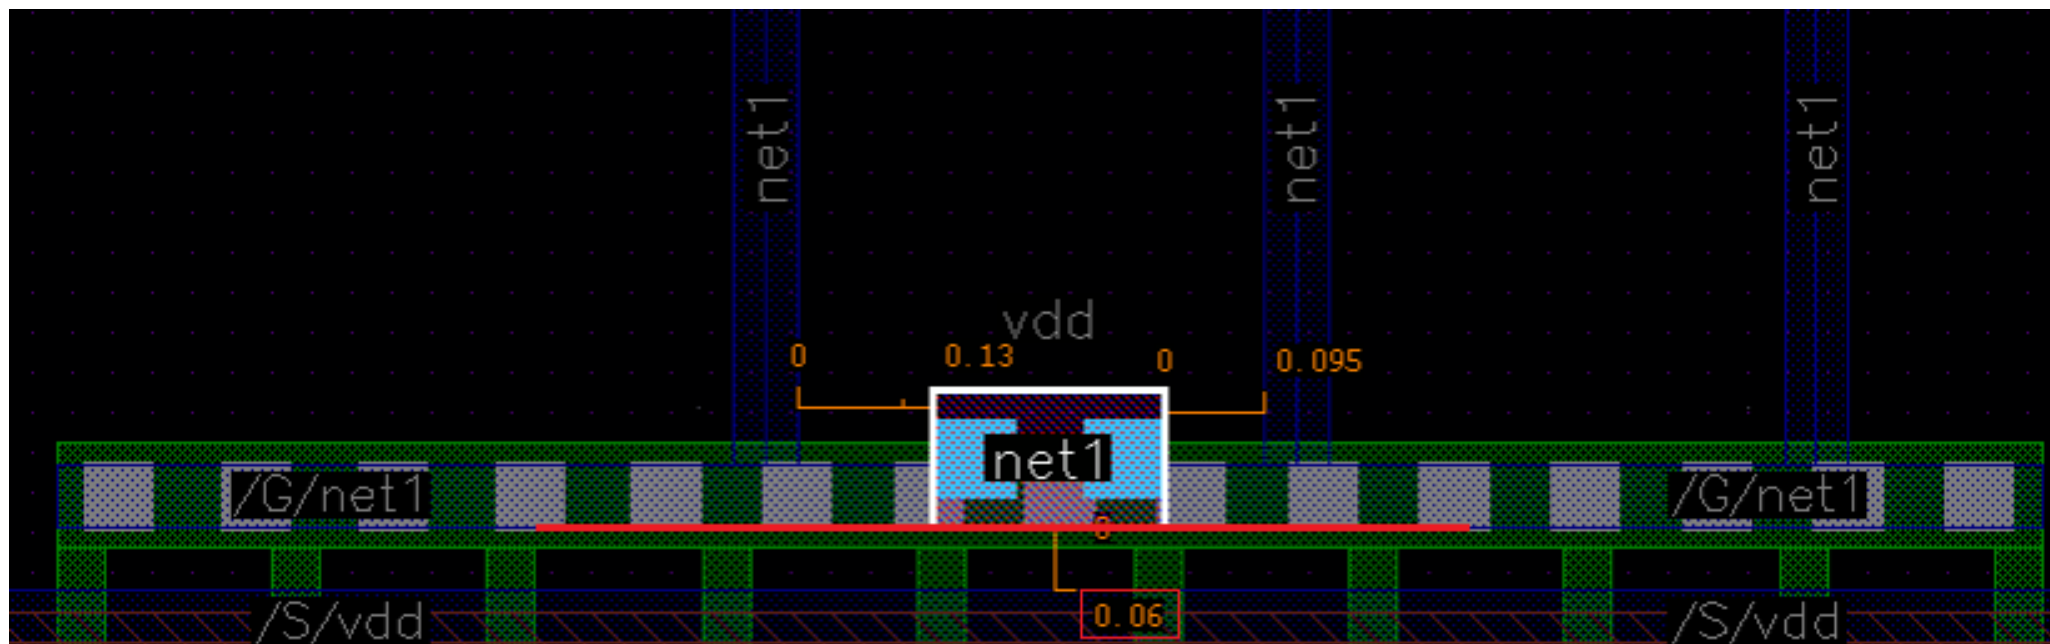 net1 net1 net1
vdd
0 0.13 0 0.095
net1
/G/net1 /G/net1
0
0.06
/S/vdd /S/vdd